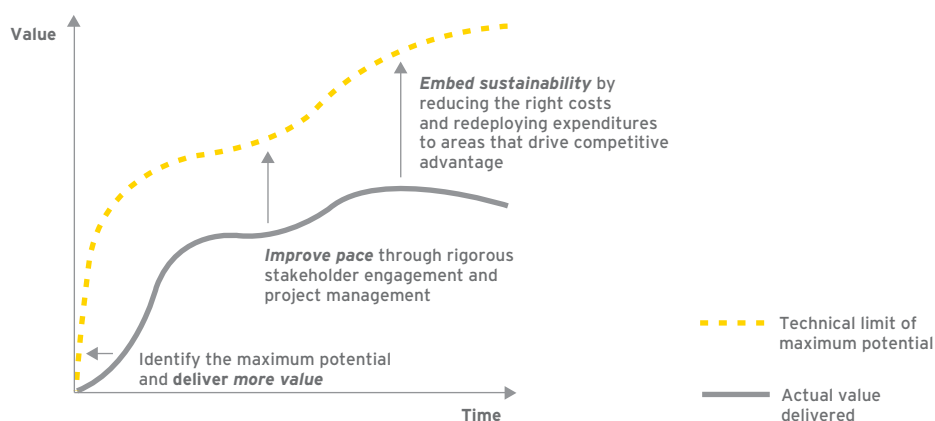 Value
Embed sustainability by
reducing the right costs
and redeploying expenditures
to areas that drive competitive
advantage
Improve pace through rigorous
stakeholder engagement and
project management
Identify the maximum potential
and deliver more value
Time
Technical limit of
maximum potential
Actual value
delivered